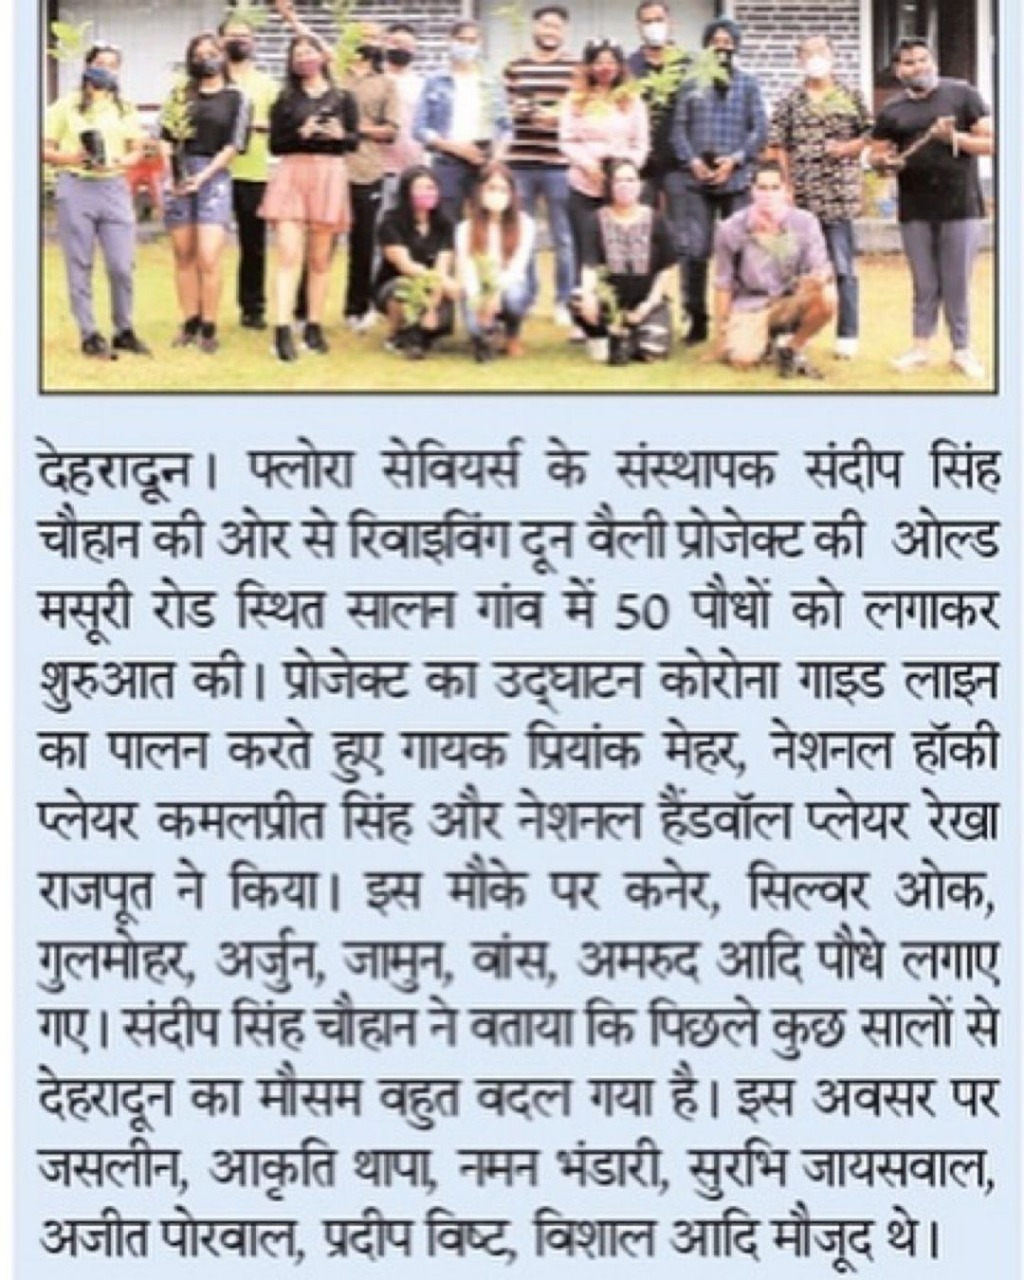 देहरादून। फ्लोरा सेवियर्स के संस्थापक संदीप सिंह
चौहान की ओर से रिवाइविंग दून वैली प्रोजेक्ट की ओल्ड
मसूरी रोड स्थित सालन गांव में 50 पौधों को लगाकर
शुरुआत की। प्रोजेक्ट का उद्घाटन कोरोना गाइड लाइन
का पालन करते हुए गायक प्रियांक मेहर, नेशनल हॉकी
प्लेयर कमलप्रीत सिंह और नेशनल हैंडवॉल प्लेयर रेखा
राजपूत ने किया। इस मौके पर कनेर, सिल्वर ओक,
गुलमोहर, अर्जुन, जामुन, वांस, अमरुद आदि पौधे लगाए
गए। संदीप सिंह चौहान ने वताया कि पिछले कुछ सालों से
देहरादून का मौसम वहुत वदल गया है। इस अवसर पर
जसलीन, आकृति थापा, नमन भंडारी, सुरभि जायसवाल,
अजीत पोरवाल, प्रदीप विष्ट, विशाल आदि मौजूद थे।